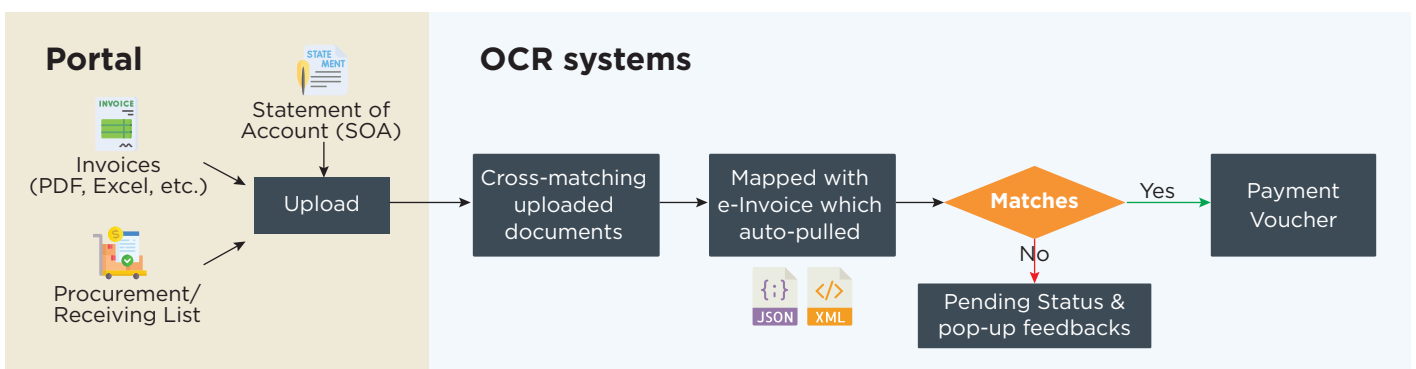 Portal
STATE
MENT
Statement of
Account (SOA)
INVOICE
Invoices
(PDF, Excel, etc.)
Upload
$
Procurement/
Receiving List
OCR systems
Cross-matching
uploaded
documents
Mapped with
e-Invoice which
auto-pulled
{;}
JSON
</>
XML
Matches
Yes
No
Payment
Voucher
Pending Status &
pop-up feedbacks